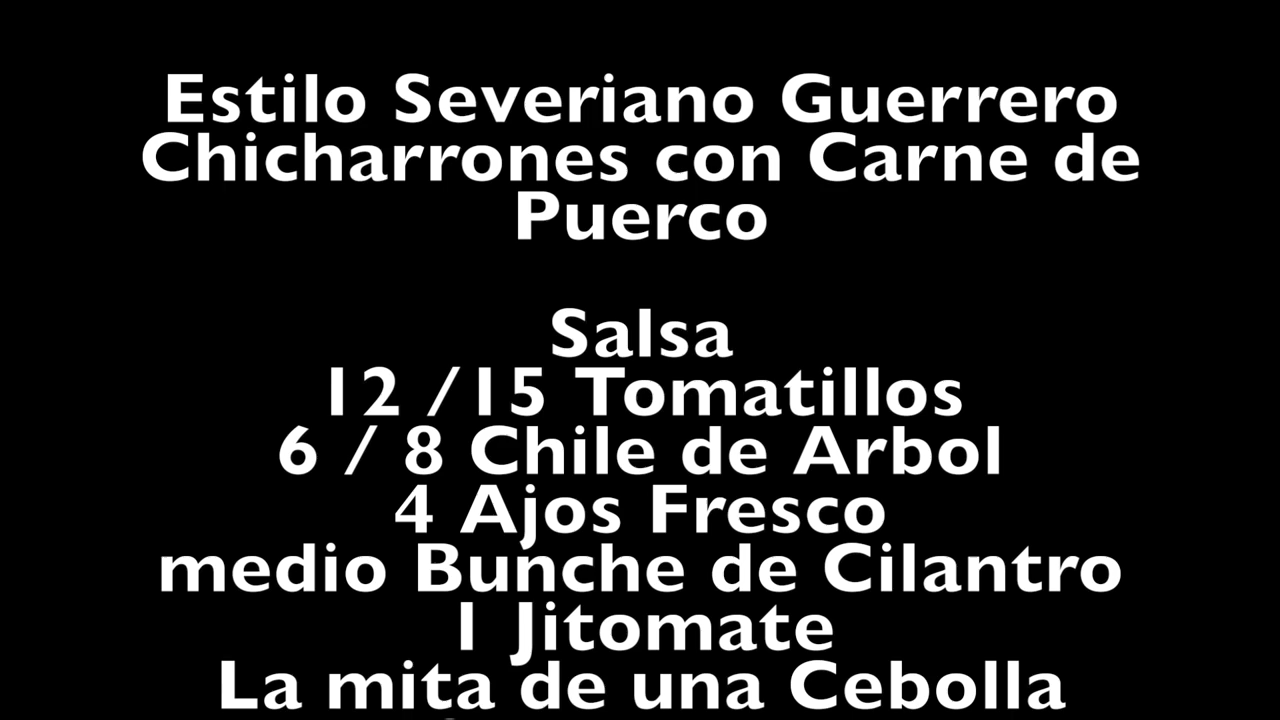 Estilo Severiano Guerrero
Chicharrones con Carne de
Puerco
Salsa
12 /15 Tomatillos
6 / 8 Chile de Arbol
4 Ajos Fresco
medio Bunche de Cilantro
1 Jitomate
La mita de una Cebolla